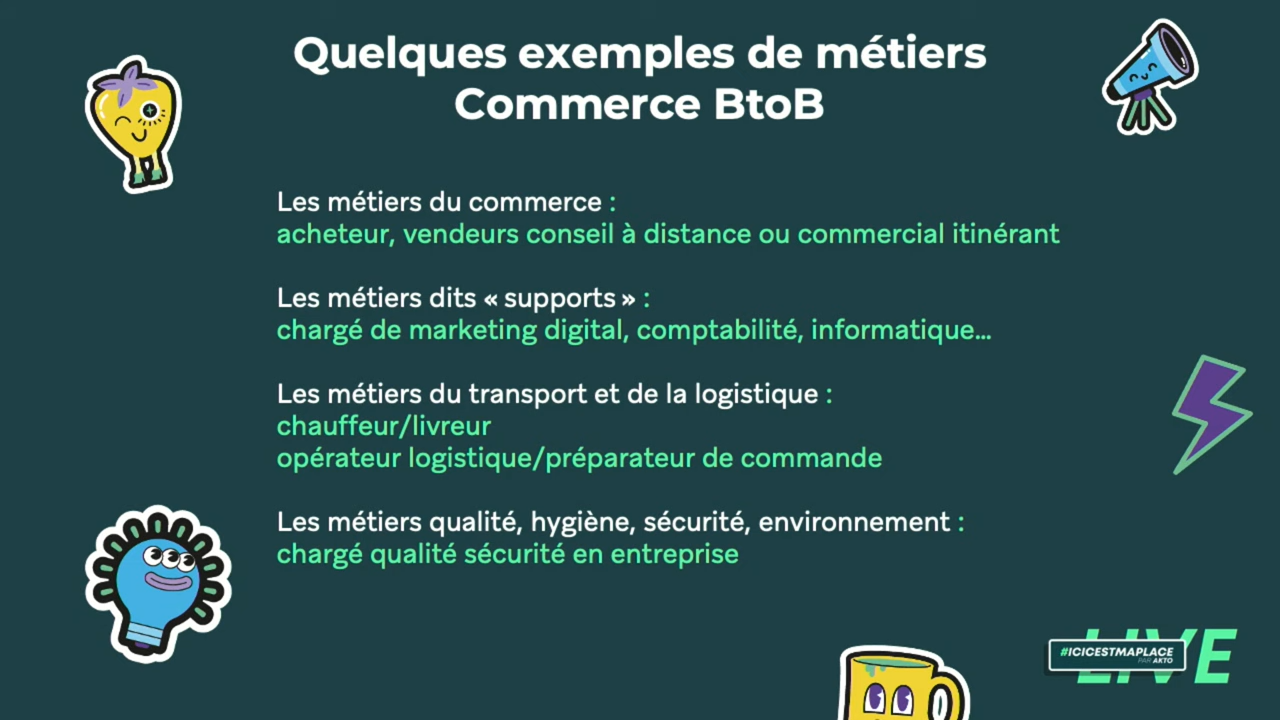 Quelques exemples de métiers
Commerce BtoB
Les métiers du commerce :
acheteur, vendeurs conseil à distance ou commercial itinérant
Les métiers dits « supports » :
chargé de marketing digital, comptabilité, informatique...
Les métiers du transport et de la logistique :
chauffeur/livreur
opérateur logistique/préparateur de commande
Les métiers qualité, hygiène, sécurité, environnement :
chargé qualité sécurité en entreprise
LIVE
#ICICESTMAPLACE
PAR AKTO